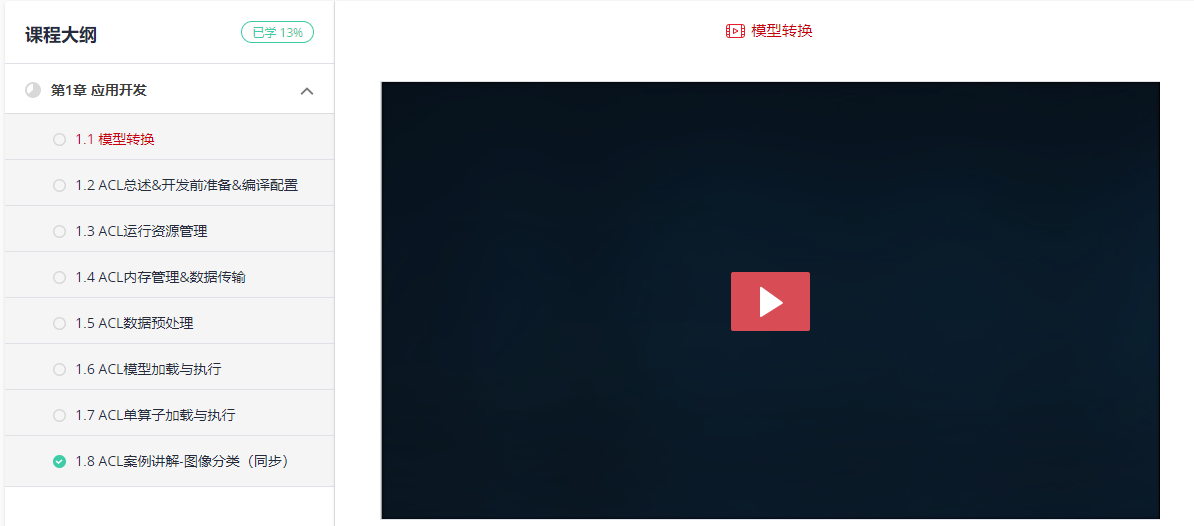 课程大纲
已学 13%
第1章 应用开发
1.1 模型转换
1.2 ACL总述&开发前准备&编译配置
1.3 ACL运行资源管理
1.4 ACL内存管理&数据传输
1.5 ACL数据预处理
1.6 ACL模型加载与执行
1.7 ACL单算子加载与执行
1.8 ACL案例讲解-图像分类（同步）
模型转换